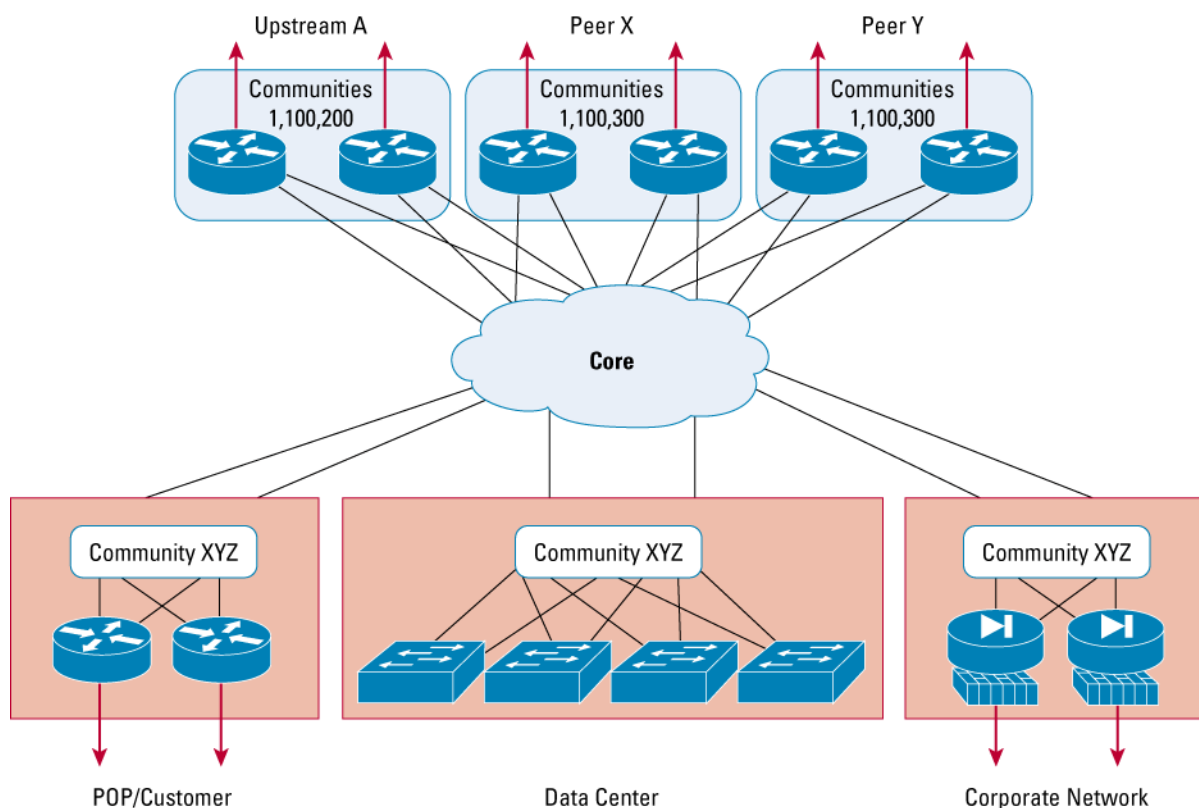 Upstream A
Peer X
Peer Y
Communities
1,100,200
Communities
1,100,300
Communities
1,100,300
Core
Community XYZ
Community XYZ
Community XYZ
POP/Customer
Data Center
Corporate Network